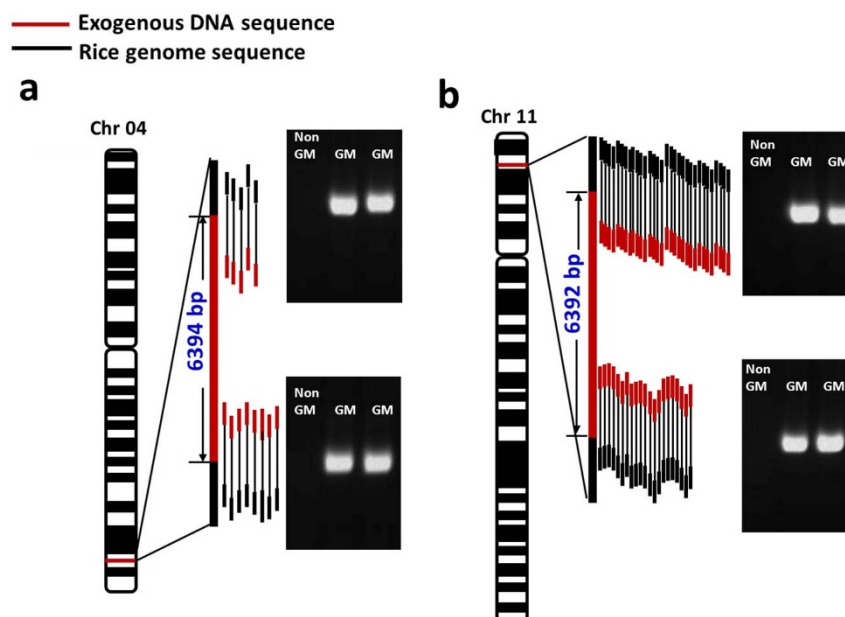 Exogenous DNA sequence
Rice genome sequence
a
Chr 04
6394 bp
Non
GM GM GM
Non
GM GM GM
b
Chr 11
6392 bp
Non
GM GM GM
Non
GM GM GM